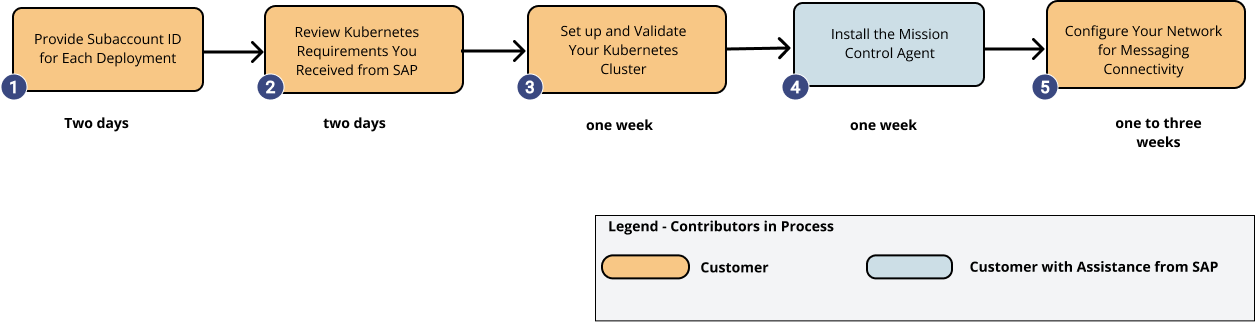 Provide Subaccount ID
for Each Deployment
1
Two days
Review Kubernetes
Requirements You
Received from SAP
2
two days
Set up and Validate
Your Kubernetes
Cluster
3
one week
Install the Mission
Control Agent
4
one week
Configure Your Network
for Messaging
Connectivity
5
one to three
weeks
Legend - Contributors in Process
Customer
Customer with Assistance from SAP